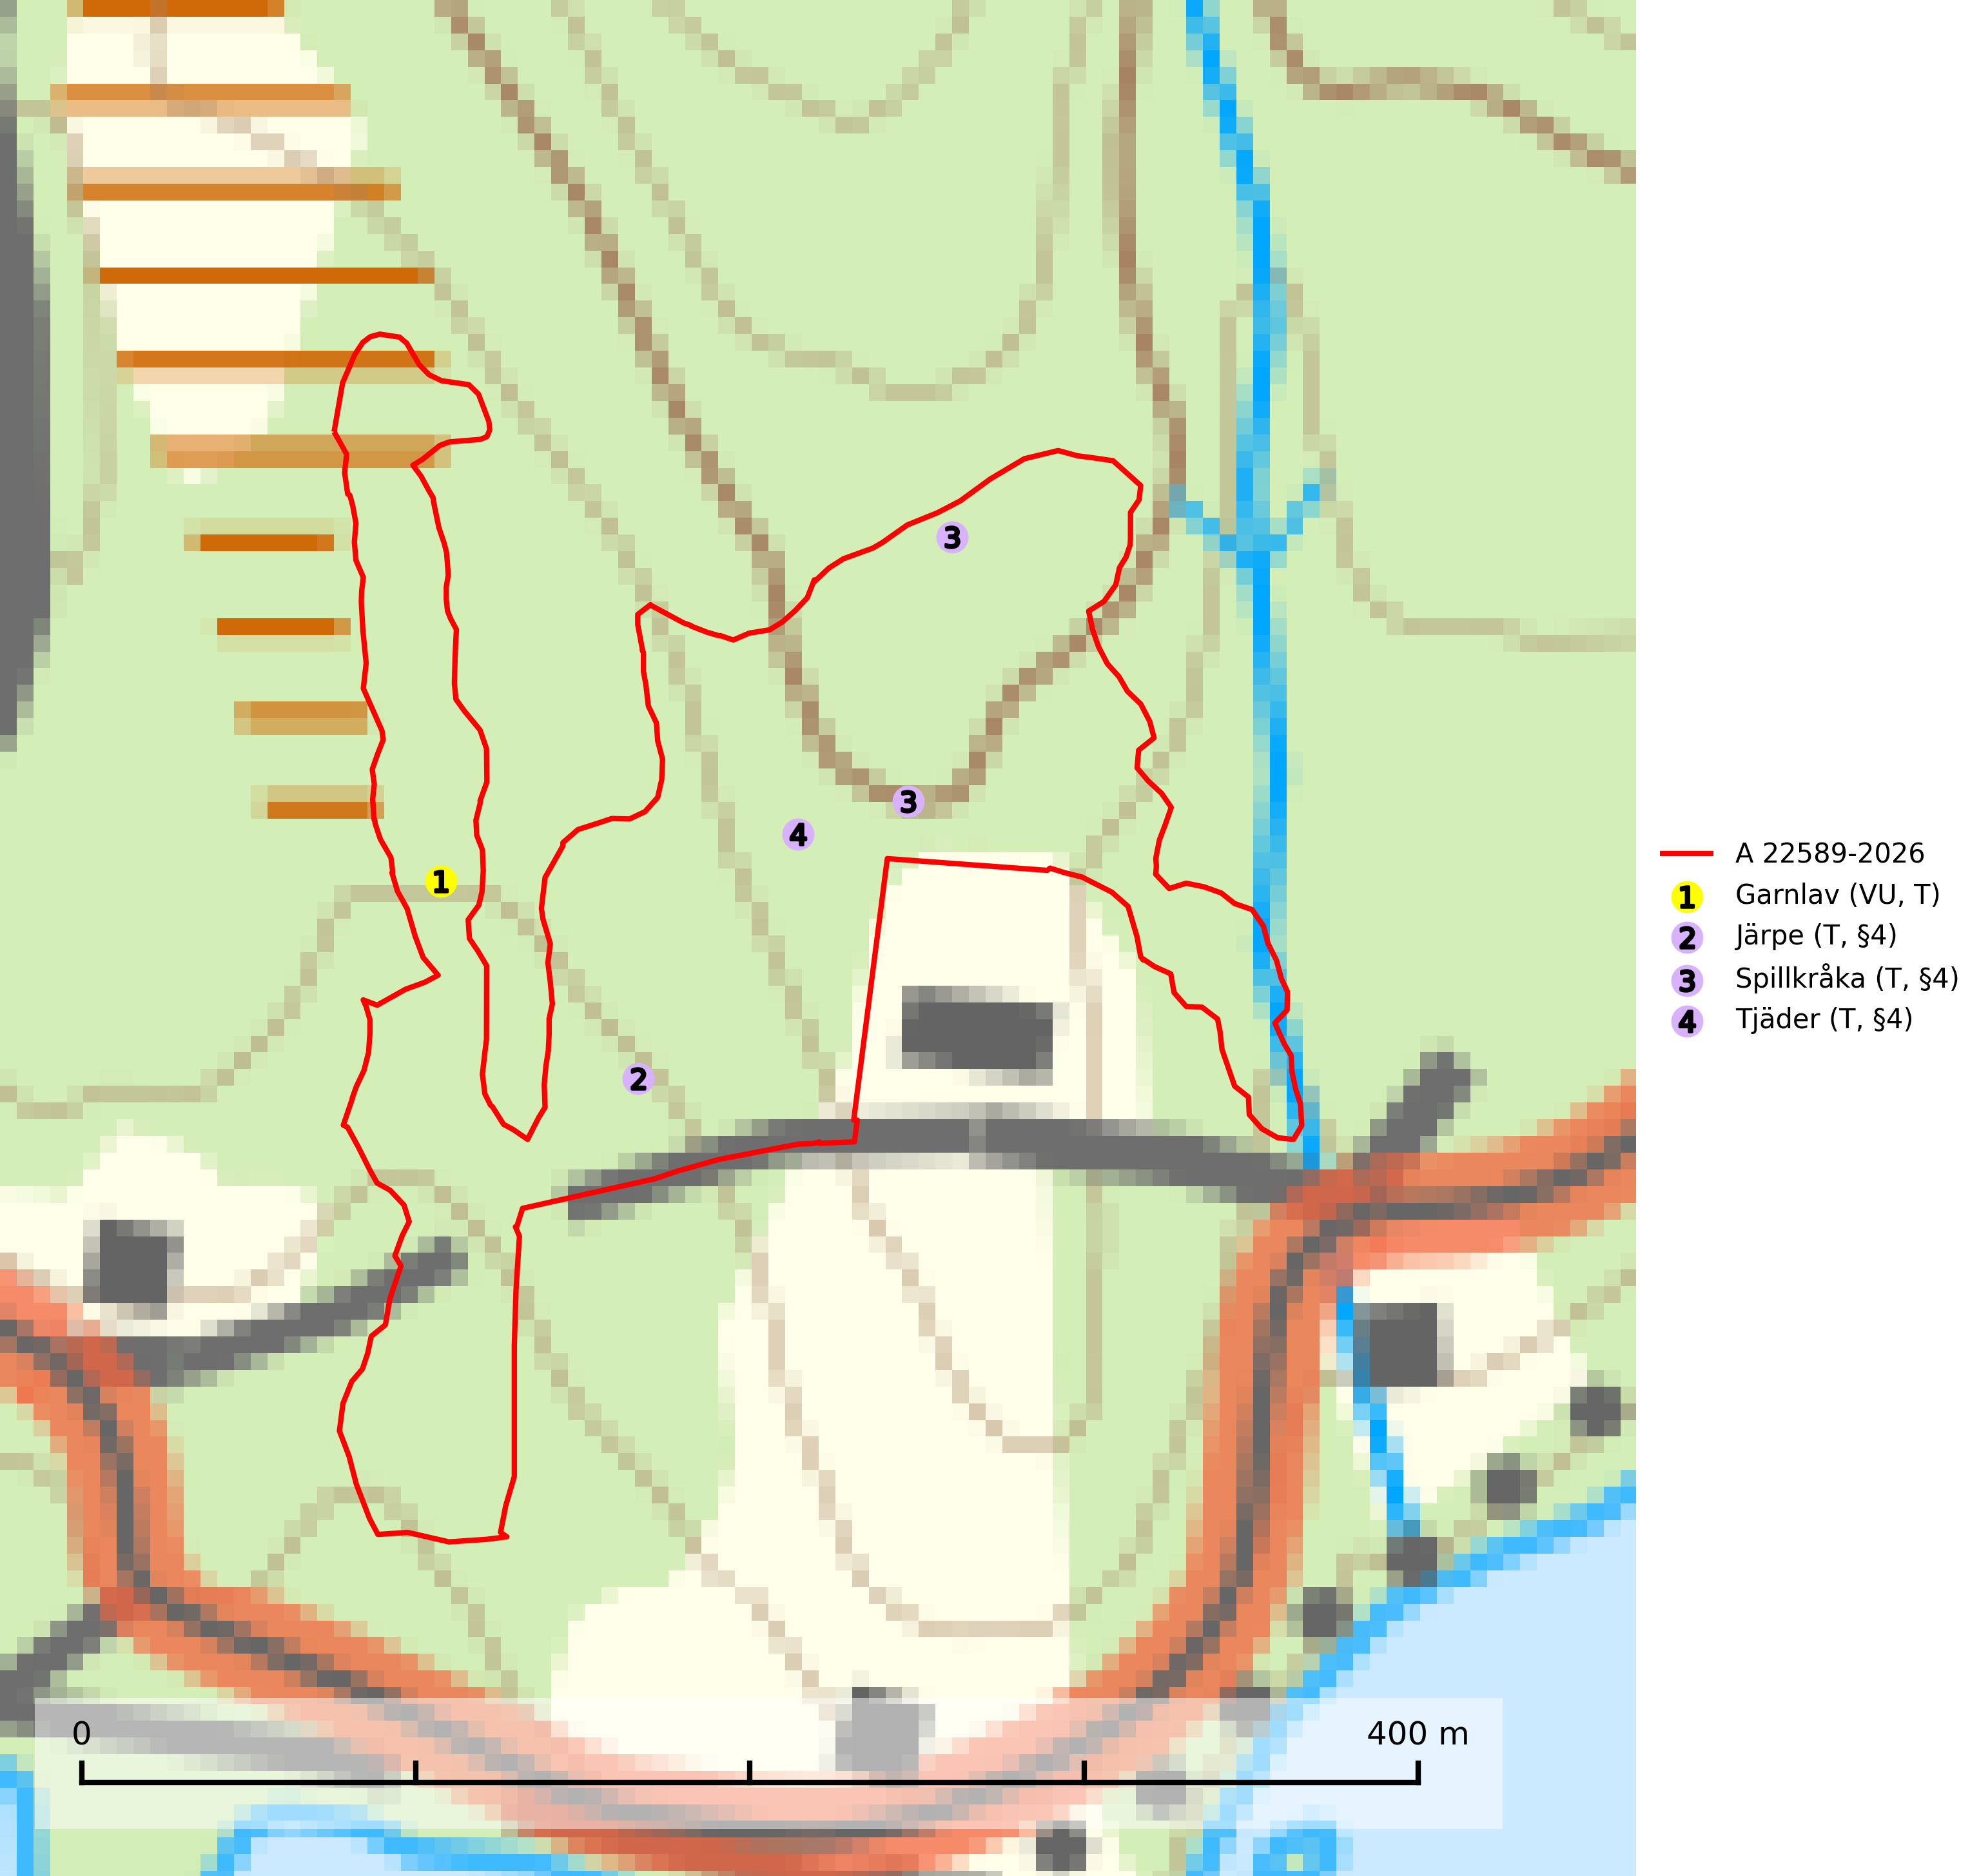 3
3
4
1
2
A 22589-2026
1 Garnlav (VU, T)
2 Järpe (T, §4)
3 Spillkråka (T, §4)
4 Tjäder (T, §4)
0 400 m